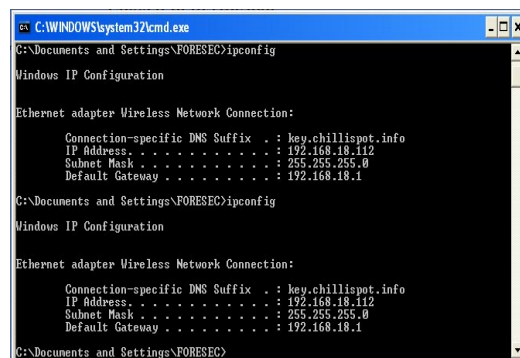 C:\WINDOWS\system32\cmd.exe
C:\Documents and Settings\FORESEC>ipconfig
Windows IP Configuration
Ethernet adapter Wireless Network Connection:
Connection-specific DNS Suffix . : key.chillispot.info
IP Address. . . . . . . . . . . . : 192.168.18.112
Subnet Mask . . . . . . . . . . . : 255.255.255.0
Default Gateway . . . . . . . . . : 192.168.18.1
C:\Documents and Settings\FORESEC>ipconfig
Windows IP Configuration
Ethernet adapter Wireless Network Connection:
Connection-specific DNS Suffix . : key.chillispot.info
IP Address. . . . . . . . . . . . : 192.168.18.112
Subnet Mask . . . . . . . . . . . : 255.255.255.0
Default Gateway . . . . . . . . . : 192.168.18.1
C:\Documents and Settings\FORESEC>